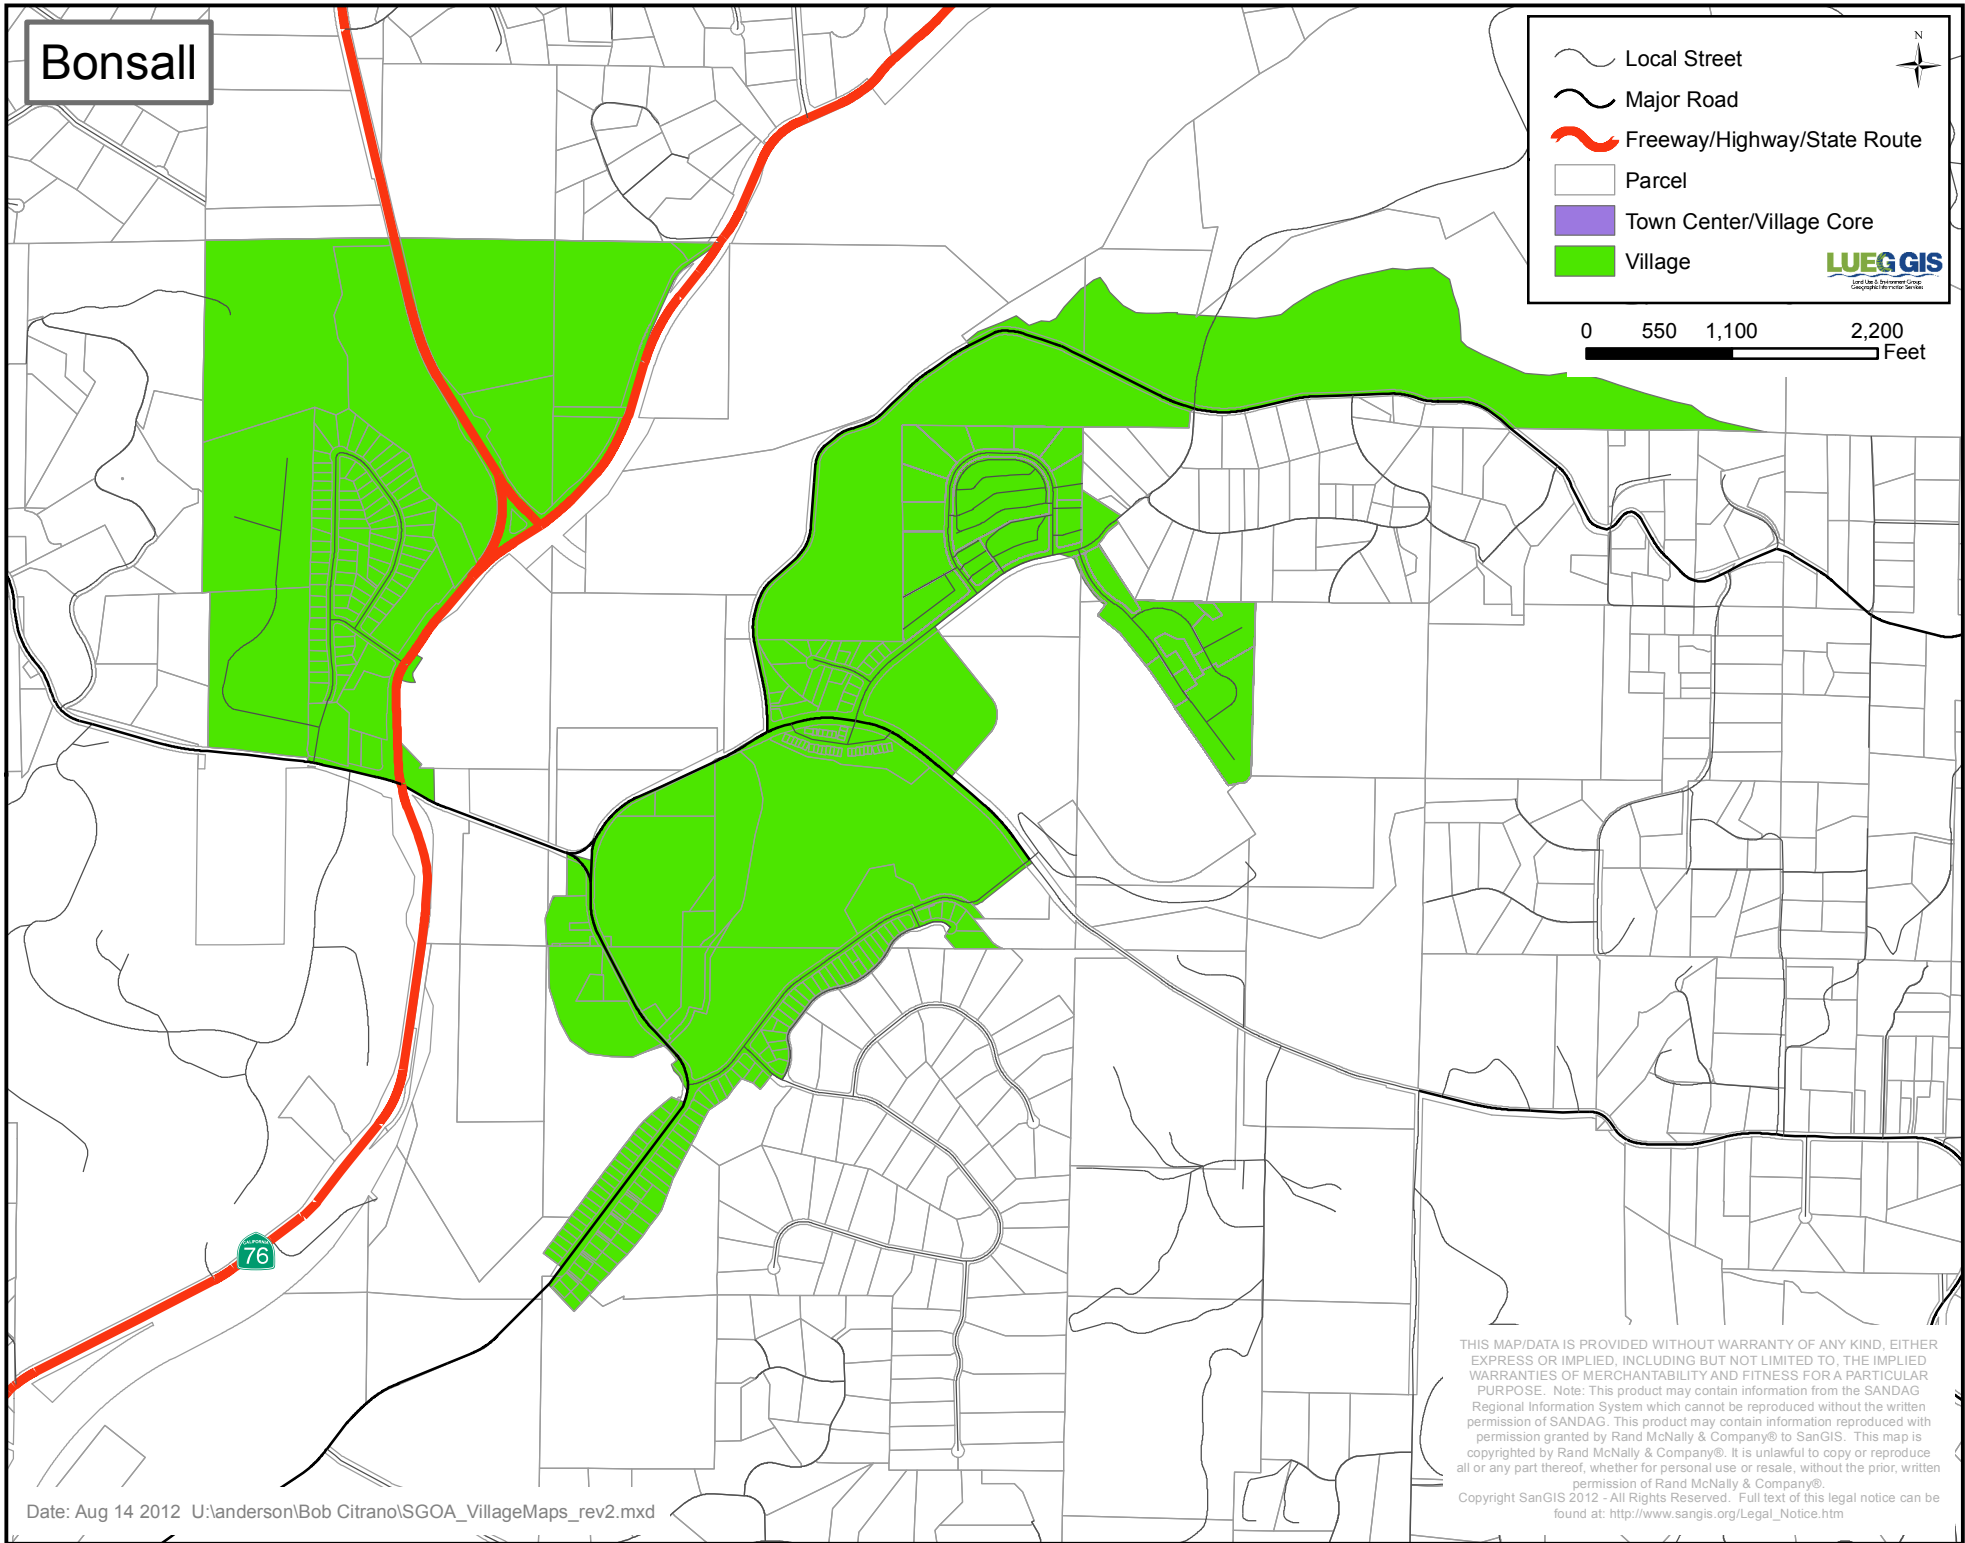 Bonsall
N
Local Street
Major Road
Freeway/Highway/State Route
Parcel
Town Center/Village Core
Village
LUEG GIS
Land Use & Environment Group
Geographic Information Services
0 550 1,100 2,200
Feet
CALIFORNIA
76
THIS MAP/DATA IS PROVIDED WITHOUT WARRANTY OF ANY KIND, EITHER
EXPRESS OR IMPLIED, INCLUDING BUT NOT LIMITED TO, THE IMPLIED
WARRANTIES OF MERCHANTABILITY AND FITNESS FOR A PARTICULAR
PURPOSE. Note: This product may contain information from the SANDAG
Regional Information System which cannot be reproduced without the written
permission of SANDAG. This product may contain information reproduced with
permission granted by Rand McNally & Company® to SanGIS. This map is
copyrighted by Rand McNally & Company®. It is unlawful to copy or reproduce
all or any part thereof, whether for personal use or resale, without the prior, written
permission of Rand McNally & Company®.
Copyright SanGIS 2012 - All Rights Reserved. Full text of this legal notice can be
found at: http://www.sangis.org/Legal_Notice.htm
Date: Aug 14 2012 U:\anderson\Bob Citrano\SGOA_VillageMaps_rev2.mxd